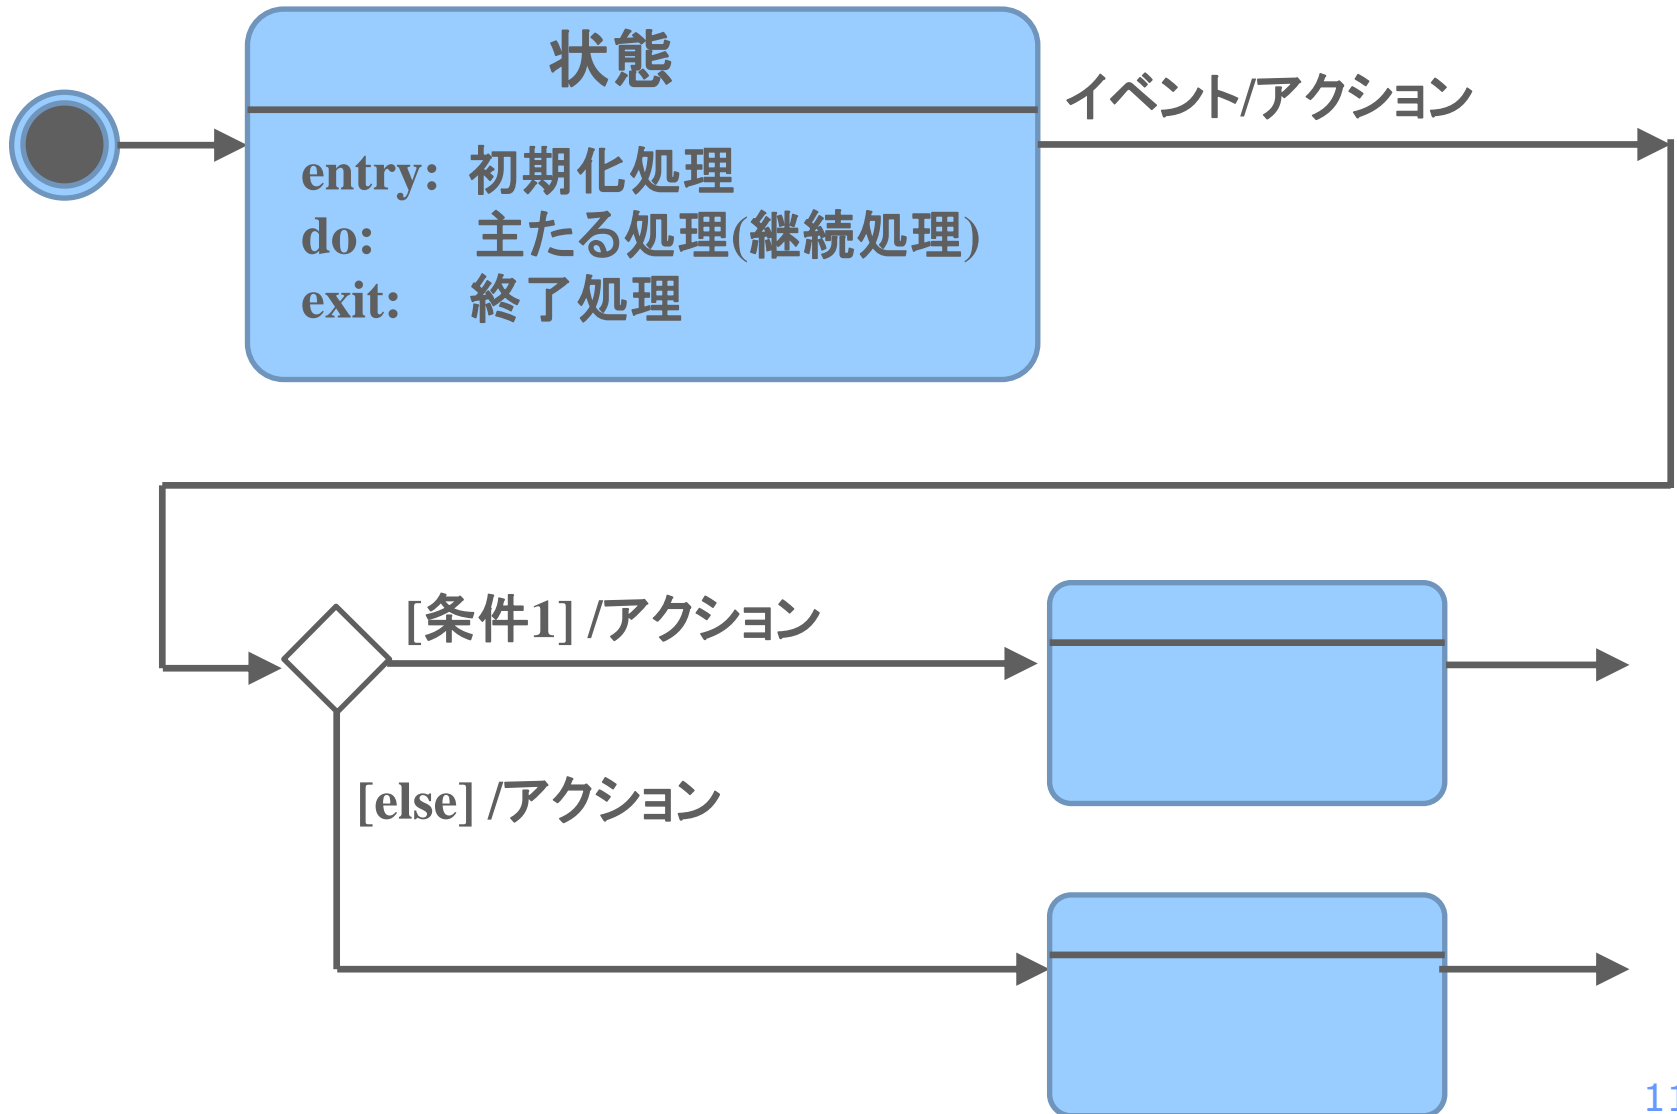 状態
イベント/アクション
entry: 初期化処理
do: 主たる処理(継続処理)
exit: 終了処理
[条件1] /アクション
[else] /アクション
11